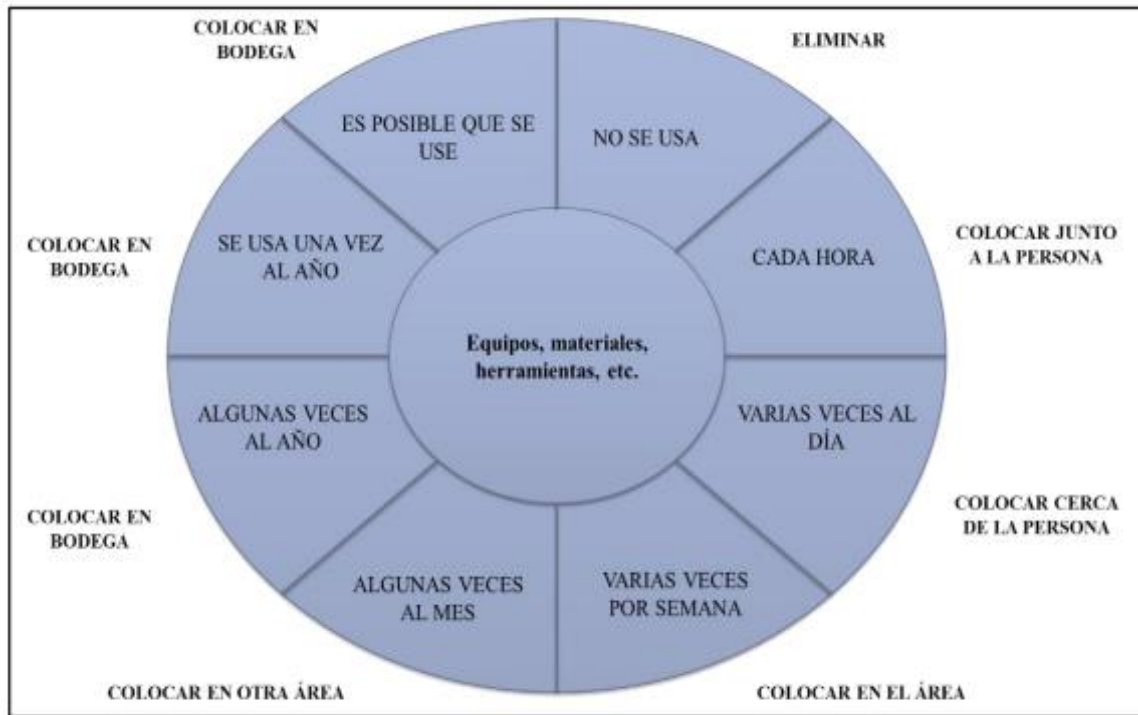 COLOCAR EN
BODEGA
ELIMINAR
ES POSIBLE QUE SE
USE
NO SE USA
COLOCAR EN
BODEGA
SE USA UNA VEZ
AL AÑO
CADA HORA
COLOCAR JUNTO
A LA PERSONA
Equipos, materiales,
herramientas, etc.
ALGUNAS VECES
AL AÑO
VARIAS VECES AL
DÍA
COLOCAR EN
BODEGA
COLOCAR CERCA
DE LA PERSONA
ALGUNAS VECES
AL MES
VARIAS VECES
POR SEMANA
COLOCAR EN OTRA ÁREA
COLOCAR EN EL ÁREA